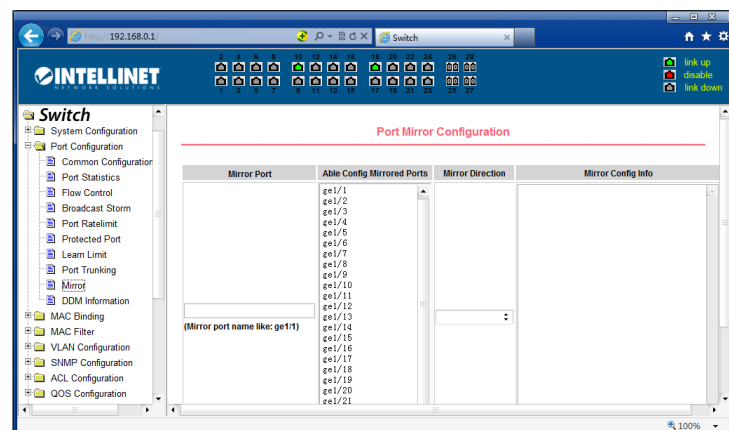 http://192.168.0.1/
Switch
INTELLINET
NETWORK SOLUTIONS
2 4 6 8 10 12 14 16 18 20 22 24 26 28
1 3 5 7 9 11 13 15 17 19 21 23 25 27
link up
disable
link down
Switch
System Configuration
Port Configuration
Common Configuration
Port Statistics
Flow Control
Broadcast Storm
Port Ratelimit
Protected Port
Learn Limit
Port Trunking
Mirror
DDM Information
MAC Binding
MAC Filter
VLAN Configuration
SNMP Configuration
ACL Configuration
QOS Configuration
Port Mirror Configuration
Mirror Port
Able Config Mirrored Ports
Mirror Direction
Mirror Config Info
(Mirror port name like: ge1/1)
ge1/1
ge1/2
ge1/3
ge1/4
ge1/5
ge1/6
ge1/7
ge1/8
ge1/9
ge1/10
ge1/11
ge1/12
ge1/13
ge1/14
ge1/15
ge1/16
ge1/17
ge1/18
ge1/19
ge1/20
ge1/21
100%